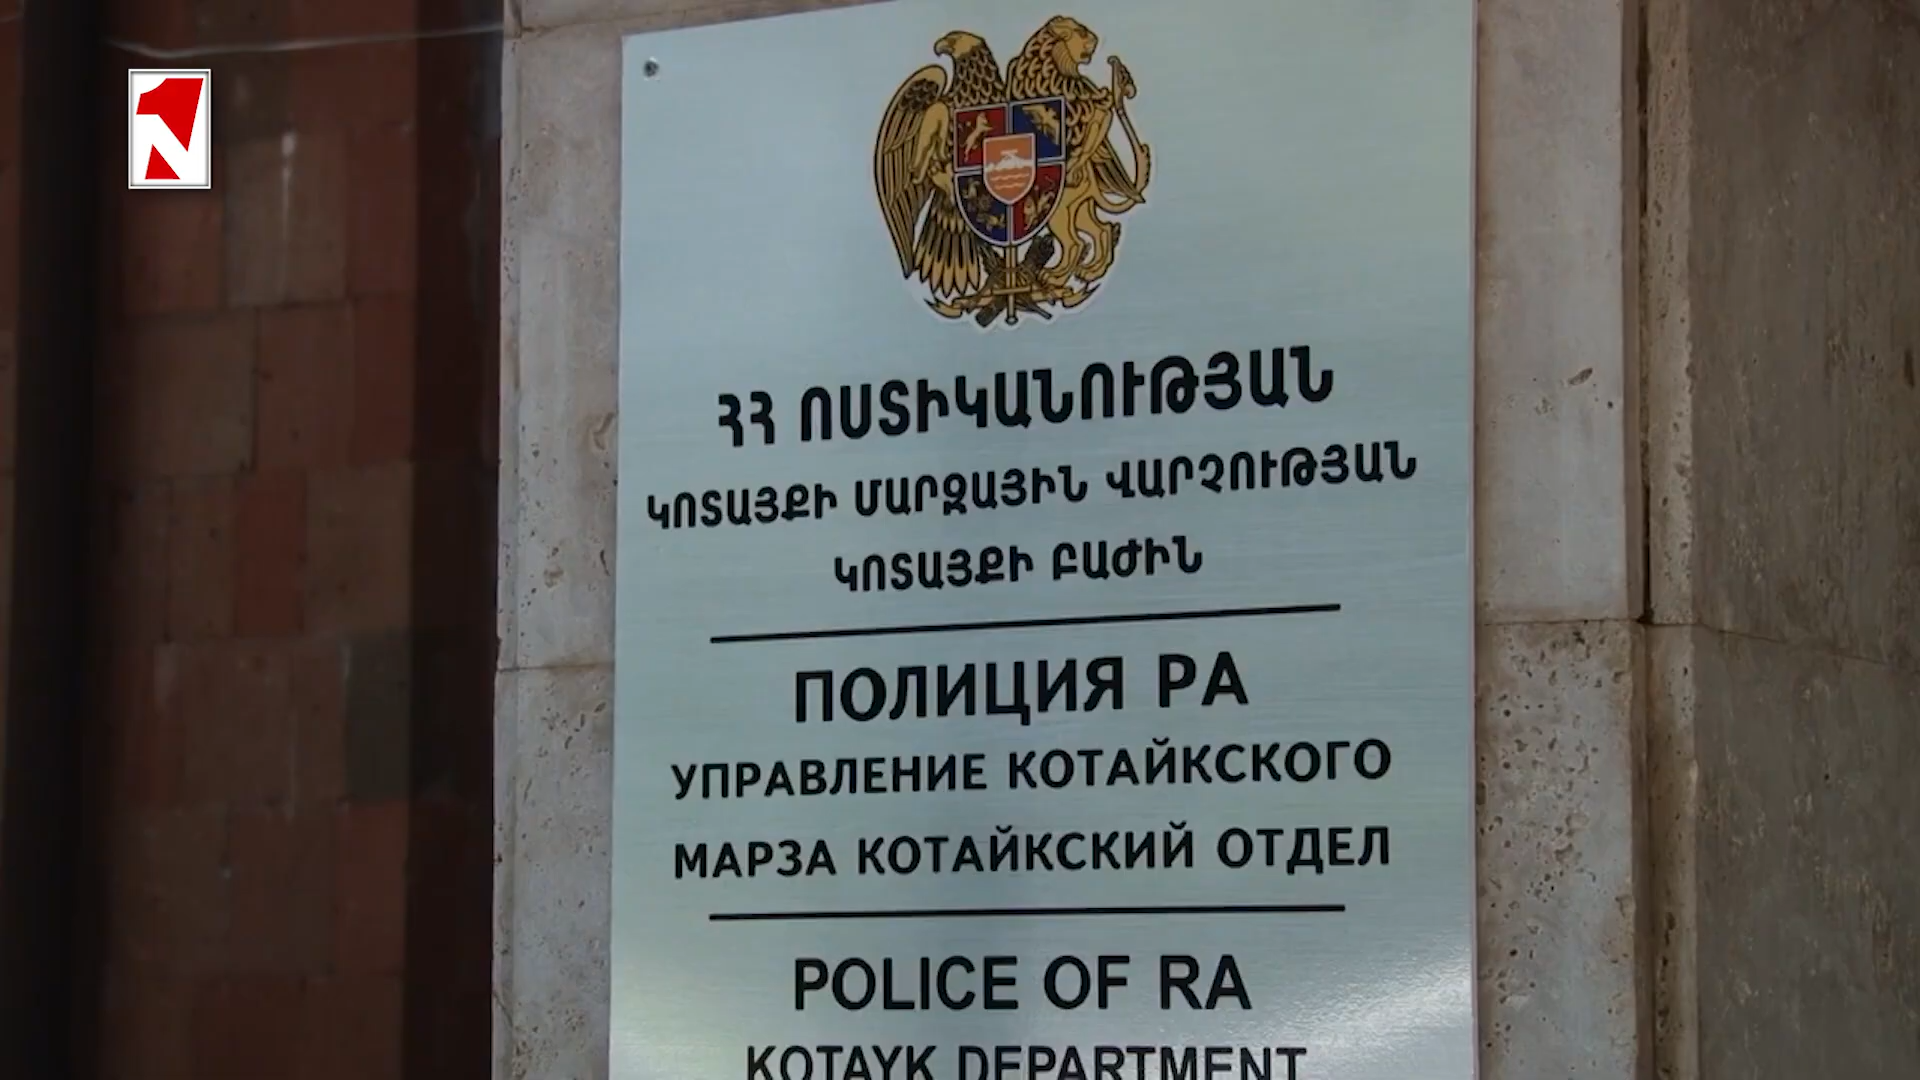 1N
ՀՀ ՈՍՏԻԿԱՆՈՒԹՅԱՆ
ԿՈՏԱՅՔԻ ՄԱՐԶԱՅԻՆ ՎԱՐՉՈՒԹՅԱՆ
ԿՈՏԱՅՔԻ ԲԱԺԻՆ
ПОЛИЦИЯ РА
УПРАВЛЕНИЕ КОТАЙКСКОГО
МАРЗА КОТАЙКСКИЙ ОТДЕЛ
POLICE OF RA
KOTAYK DEPARTMENT